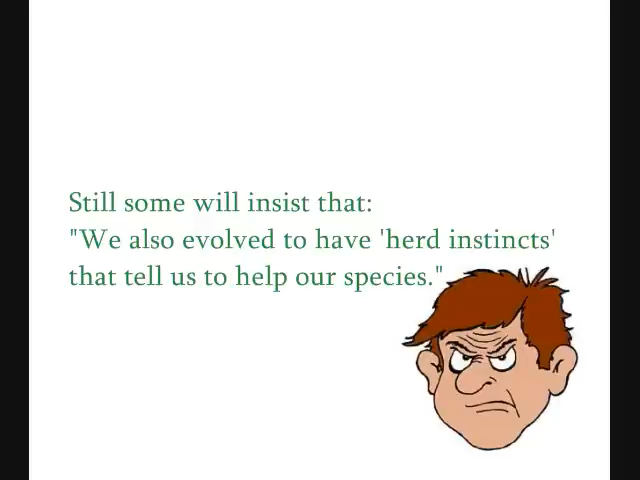 Still some will insist that:
"We also evolved to have 'herd instincts'
that tell us to help our species."